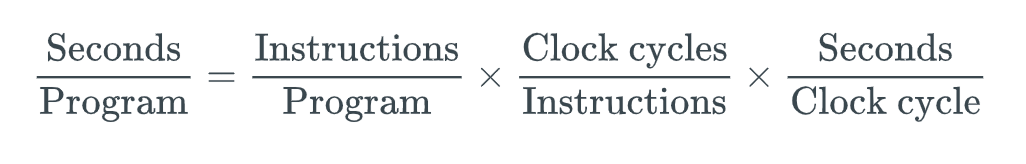 Seconds/Program = Instructions/Program × Clock cycles/Instructions × Seconds/Clock cycle